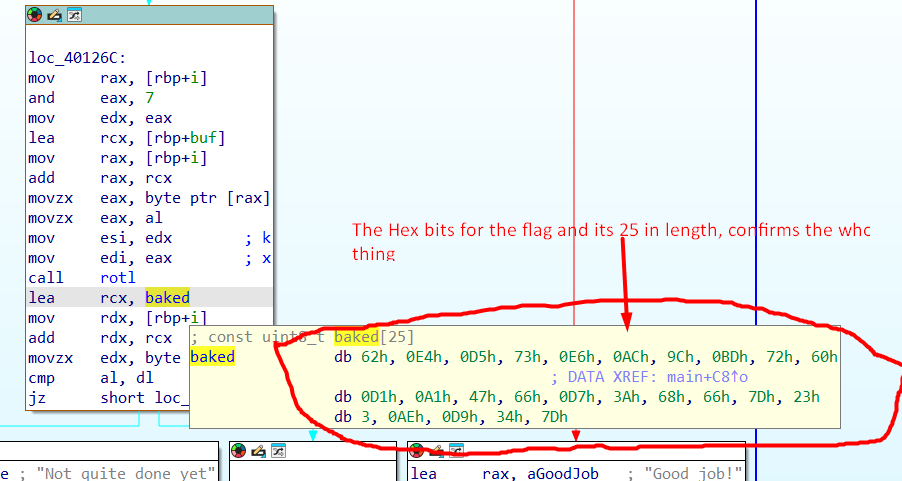 loc_40126C:
mov rax, [rbp+i]
and eax, 7
mov edx, eax
lea rcx, [rbp+buf]
mov rax, [rbp+i]
add rax, rcx
movzx eax, byte ptr [rax]
movzx eax, al
mov esi, edx ; k
mov edi, eax ; x
call rotl
lea rcx, baked
mov rdx, [rbp+i]
add rdx, rcx
movzx edx, byte
cmp al, dl
jz short loc_
The Hex bits for the flag and its 25 in length, confirms the whc
thing
; const uint8_t baked[25]
baked db 62h, 0E4h, 0D5h, 73h, 0E6h, 0ACh, 9Ch, 0BDh, 72h, 60h
; DATA XREF: main+C8↑o
db 0D1h, 0A1h, 47h, 66h, 0D7h, 3Ah, 68h, 66h, 7Dh, 23h
db 3, 0AEh, 0D9h, 34h, 7Dh
e ; "Not quite done yet"
lea rax, aGoodJob ; "Good job!"